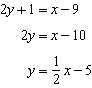 2y + 1 = x − 9
2y = x − 10
y = 1/2 x − 5